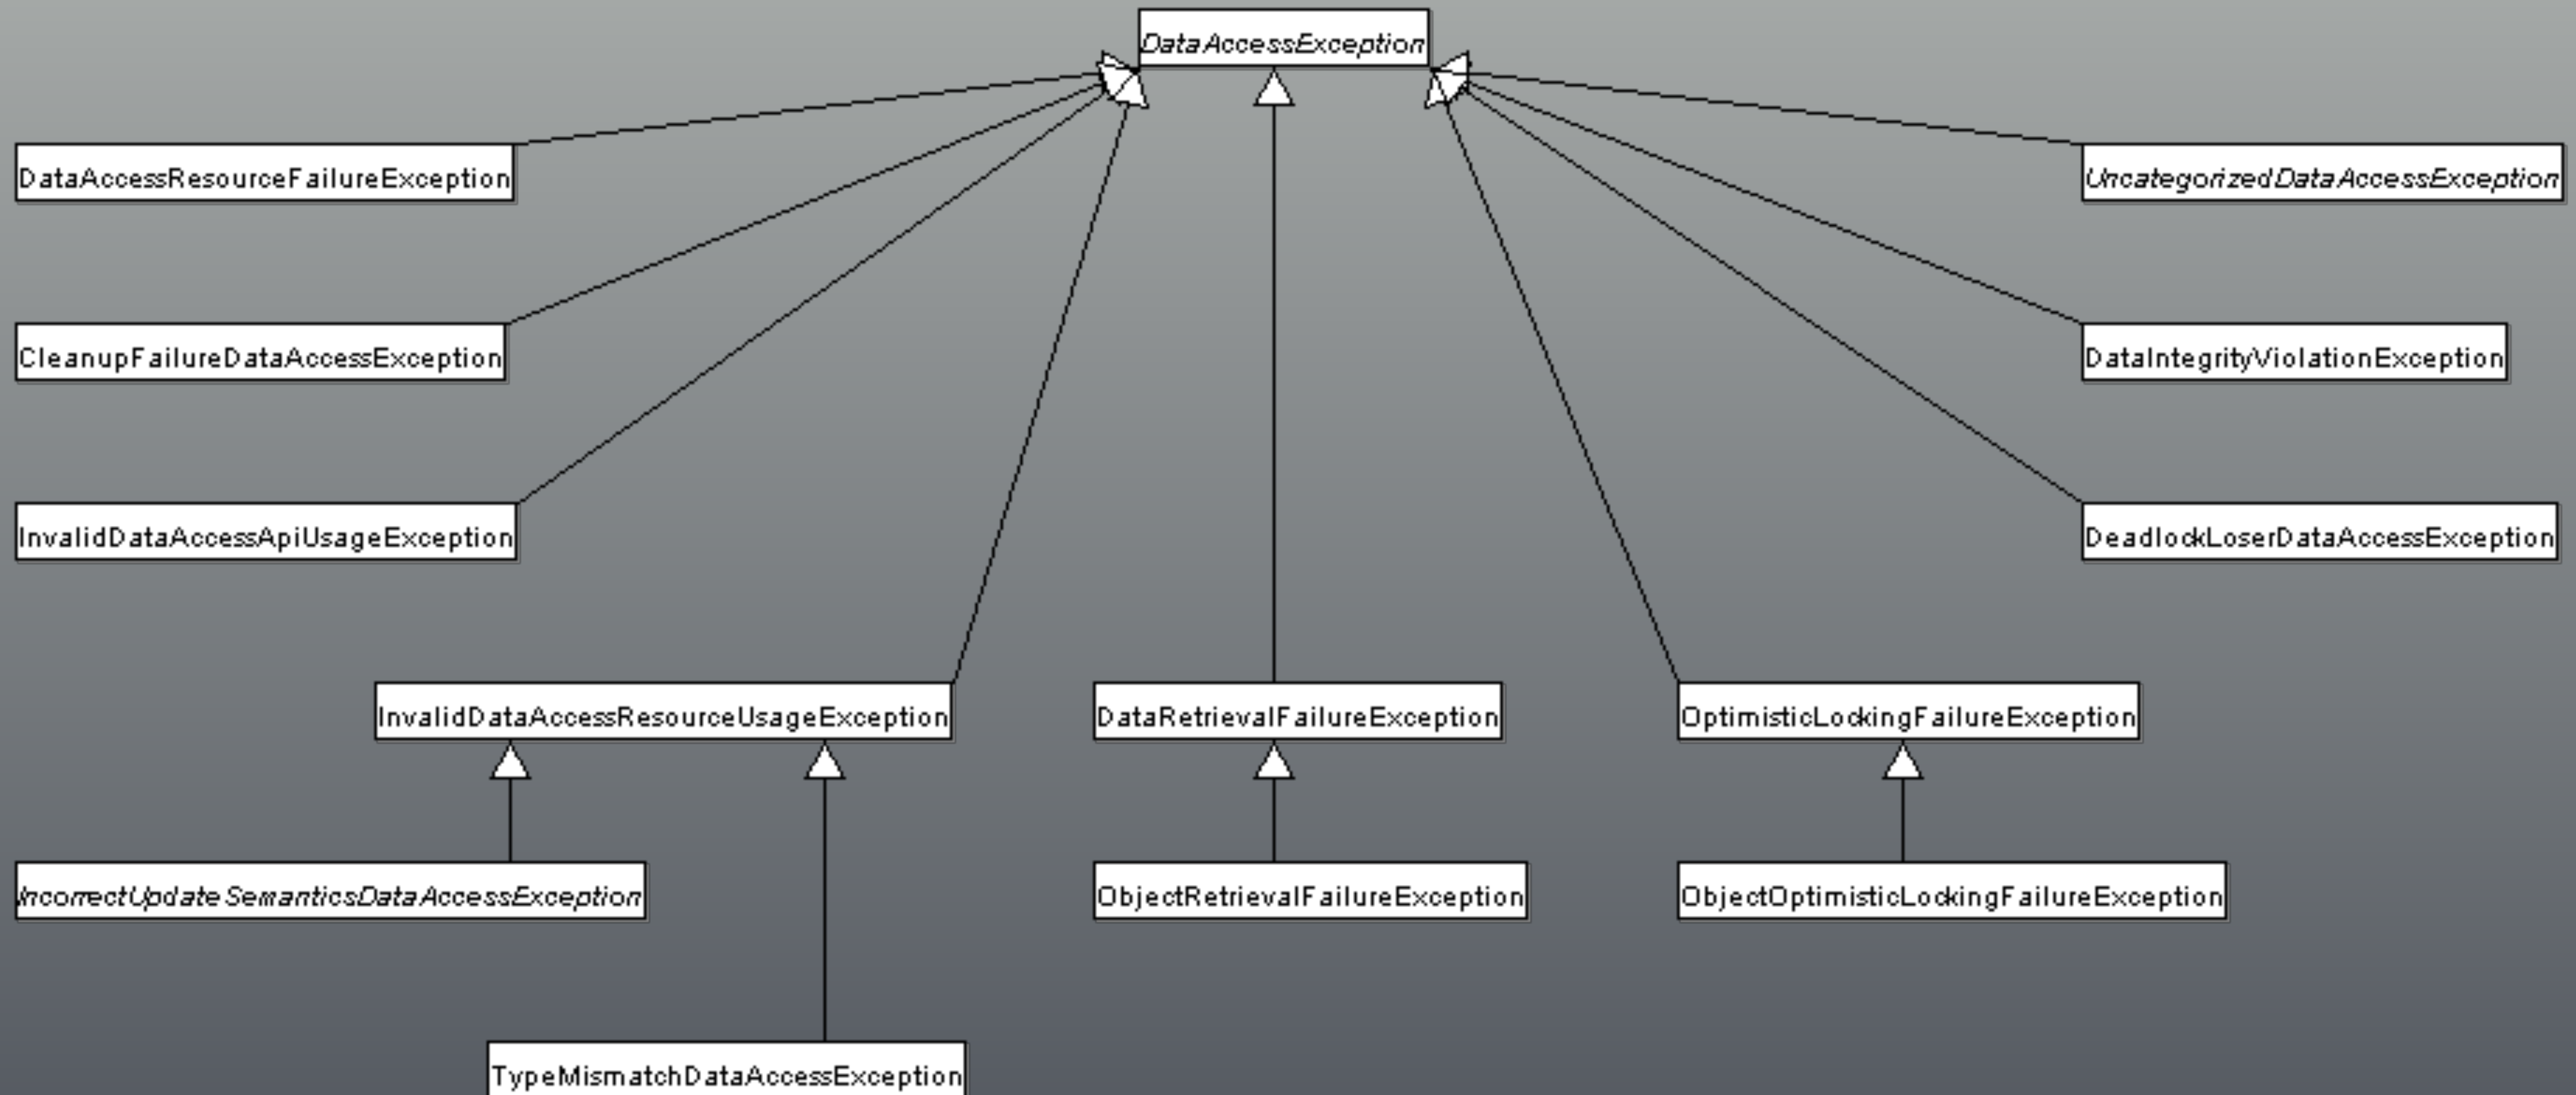 DataAccessException
DataAccessResourceFailureException
UncategorizedDataAccessException
CleanupFailureDataAccessException
DataIntegrityViolationException
InvalidDataAccessApiUsageException
DeadlockLoserDataAccessException
InvalidDataAccessResourceUsageException
DataRetrievalFailureException
OptimisticLockingFailureException
IncorrectUpdateSemanticsDataAccessException
ObjectRetrievalFailureException
ObjectOptimisticLockingFailureException
TypeMismatchDataAccessException